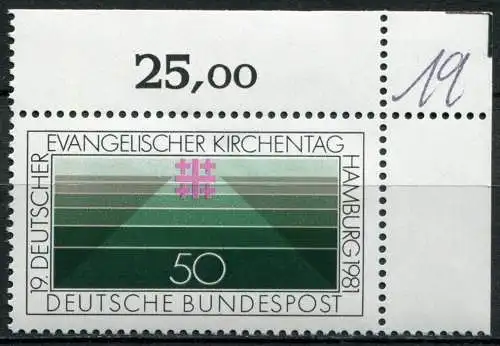 25,00
19
19. DEUTSCHER
EVANGELISCHER KIRCHENTAG
HAMBURG 1981
50
DEUTSCHE BUNDESPOST